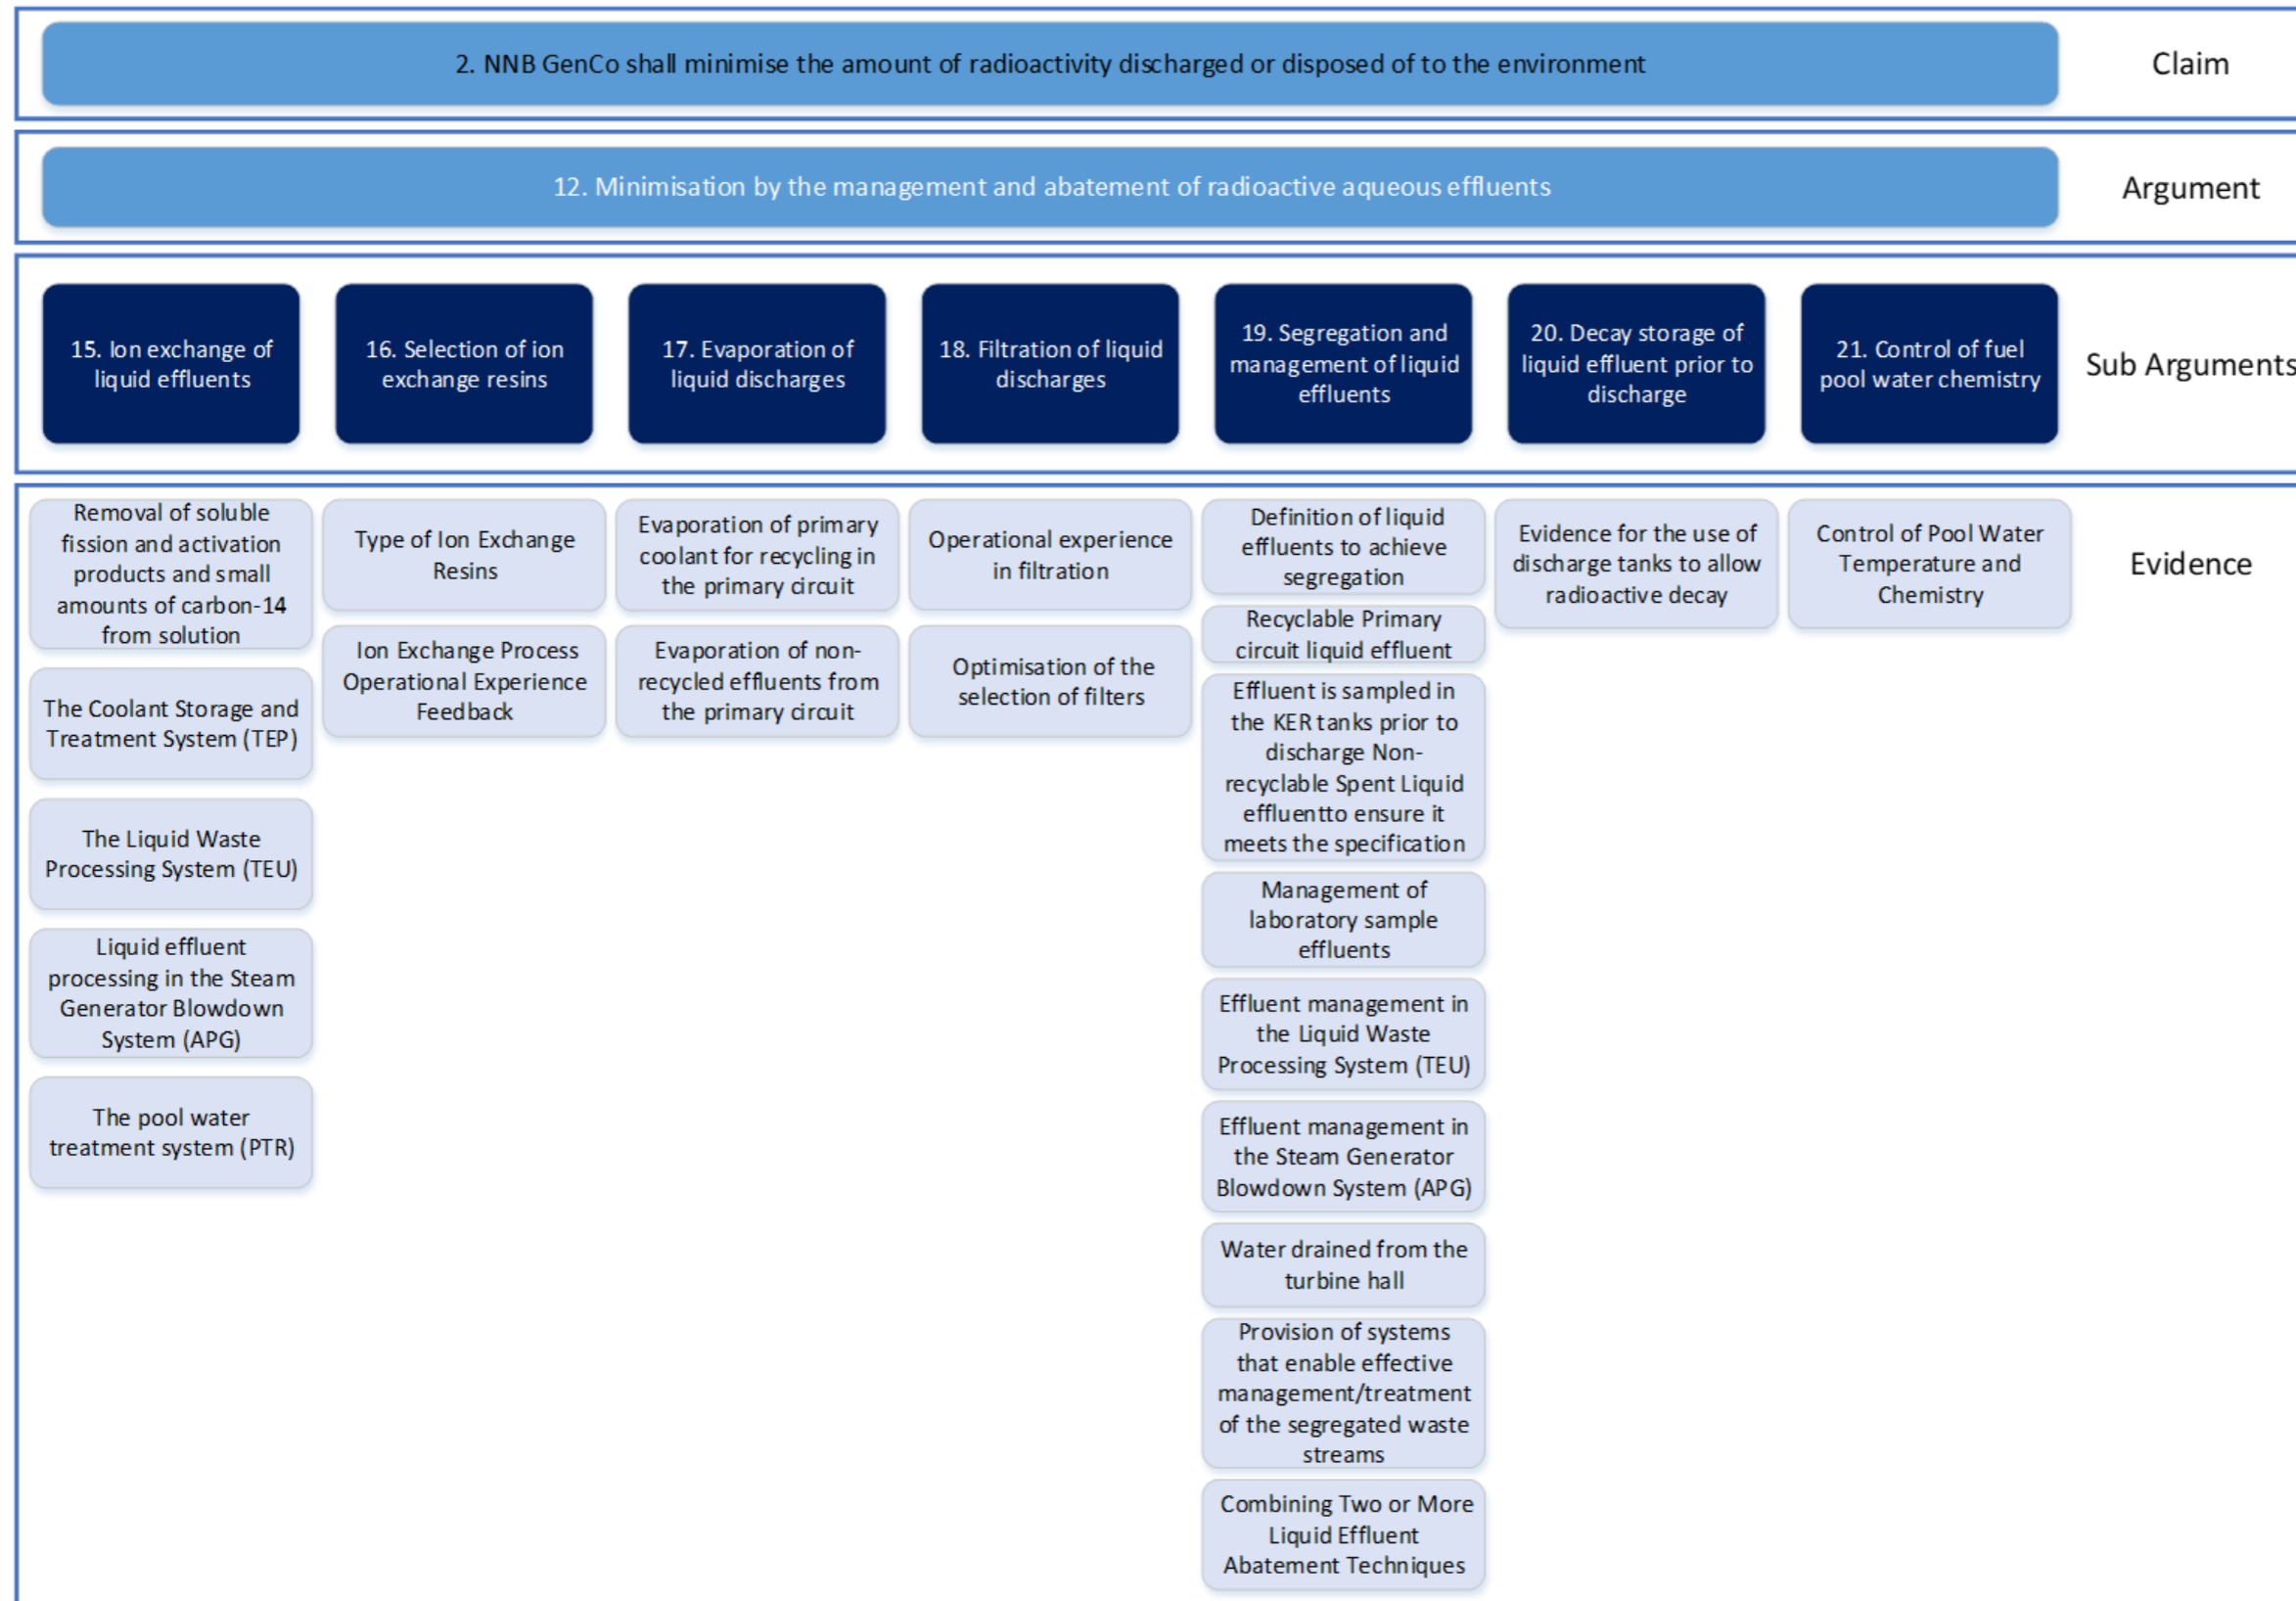 2. NNB GenCo shall minimise the amount of radioactivity discharged or disposed of to the environment
Claim
12. Minimisation by the management and abatement of radioactive aqueous effluents
Argument
15. Ion exchange of
liquid effluents
16. Selection of ion
exchange resins
17. Evaporation of
liquid discharges
18. Filtration of liquid
discharges
19. Segregation and
management of liquid
effluents
20. Decay storage of
liquid effluent prior to
discharge
21. Control of fuel
pool water chemistry
Sub Arguments
Removal of soluble
fission and activation
products and small
amounts of carbon-14
from solution
The Coolant Storage and
Treatment System (TEP)
The Liquid Waste
Processing System (TEU)
Liquid effluent
processing in the Steam
Generator Blowdown
System (APG)
The pool water
treatment system (PTR)
Type of Ion Exchange
Resins
Ion Exchange Process
Operational Experience
Feedback
Evaporation of primary
coolant for recycling in
the primary circuit
Evaporation of non-
recycled effluents from
the primary circuit
Operational experience
in filtration
Optimisation of the
selection of filters
Definition of liquid
effluents to achieve
segregation
Recyclable Primary
circuit liquid effluent
Effluent is sampled in
the KER tanks prior to
discharge Non-
recyclable Spent Liquid
effluentto ensure it
meets the specification
Management of
laboratory sample
effluents
Effluent management in
the Liquid Waste
Processing System (TEU)
Effluent management in
the Steam Generator
Blowdown System (APG)
Water drained from the
turbine hall
Provision of systems
that enable effective
management/treatment
of the segregated waste
streams
Combining Two or More
Liquid Effluent
Abatement Techniques
Evidence for the use of
discharge tanks to allow
radioactive decay
Control of Pool Water
Temperature and
Chemistry
Evidence